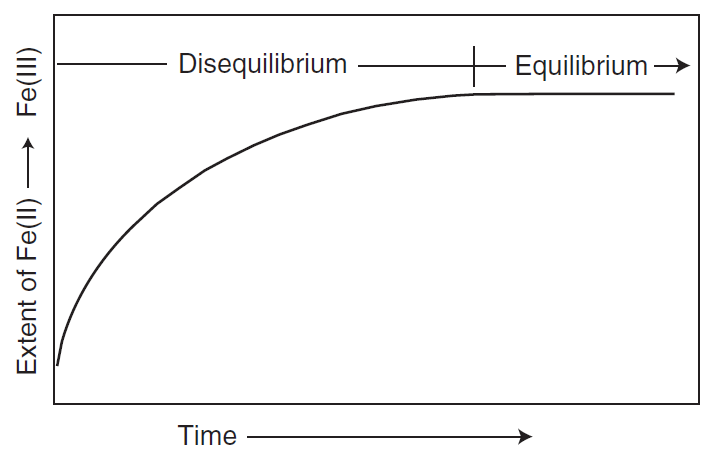 Disequilibrium
Equilibrium
Extent of Fe(II) → Fe(III)
Time